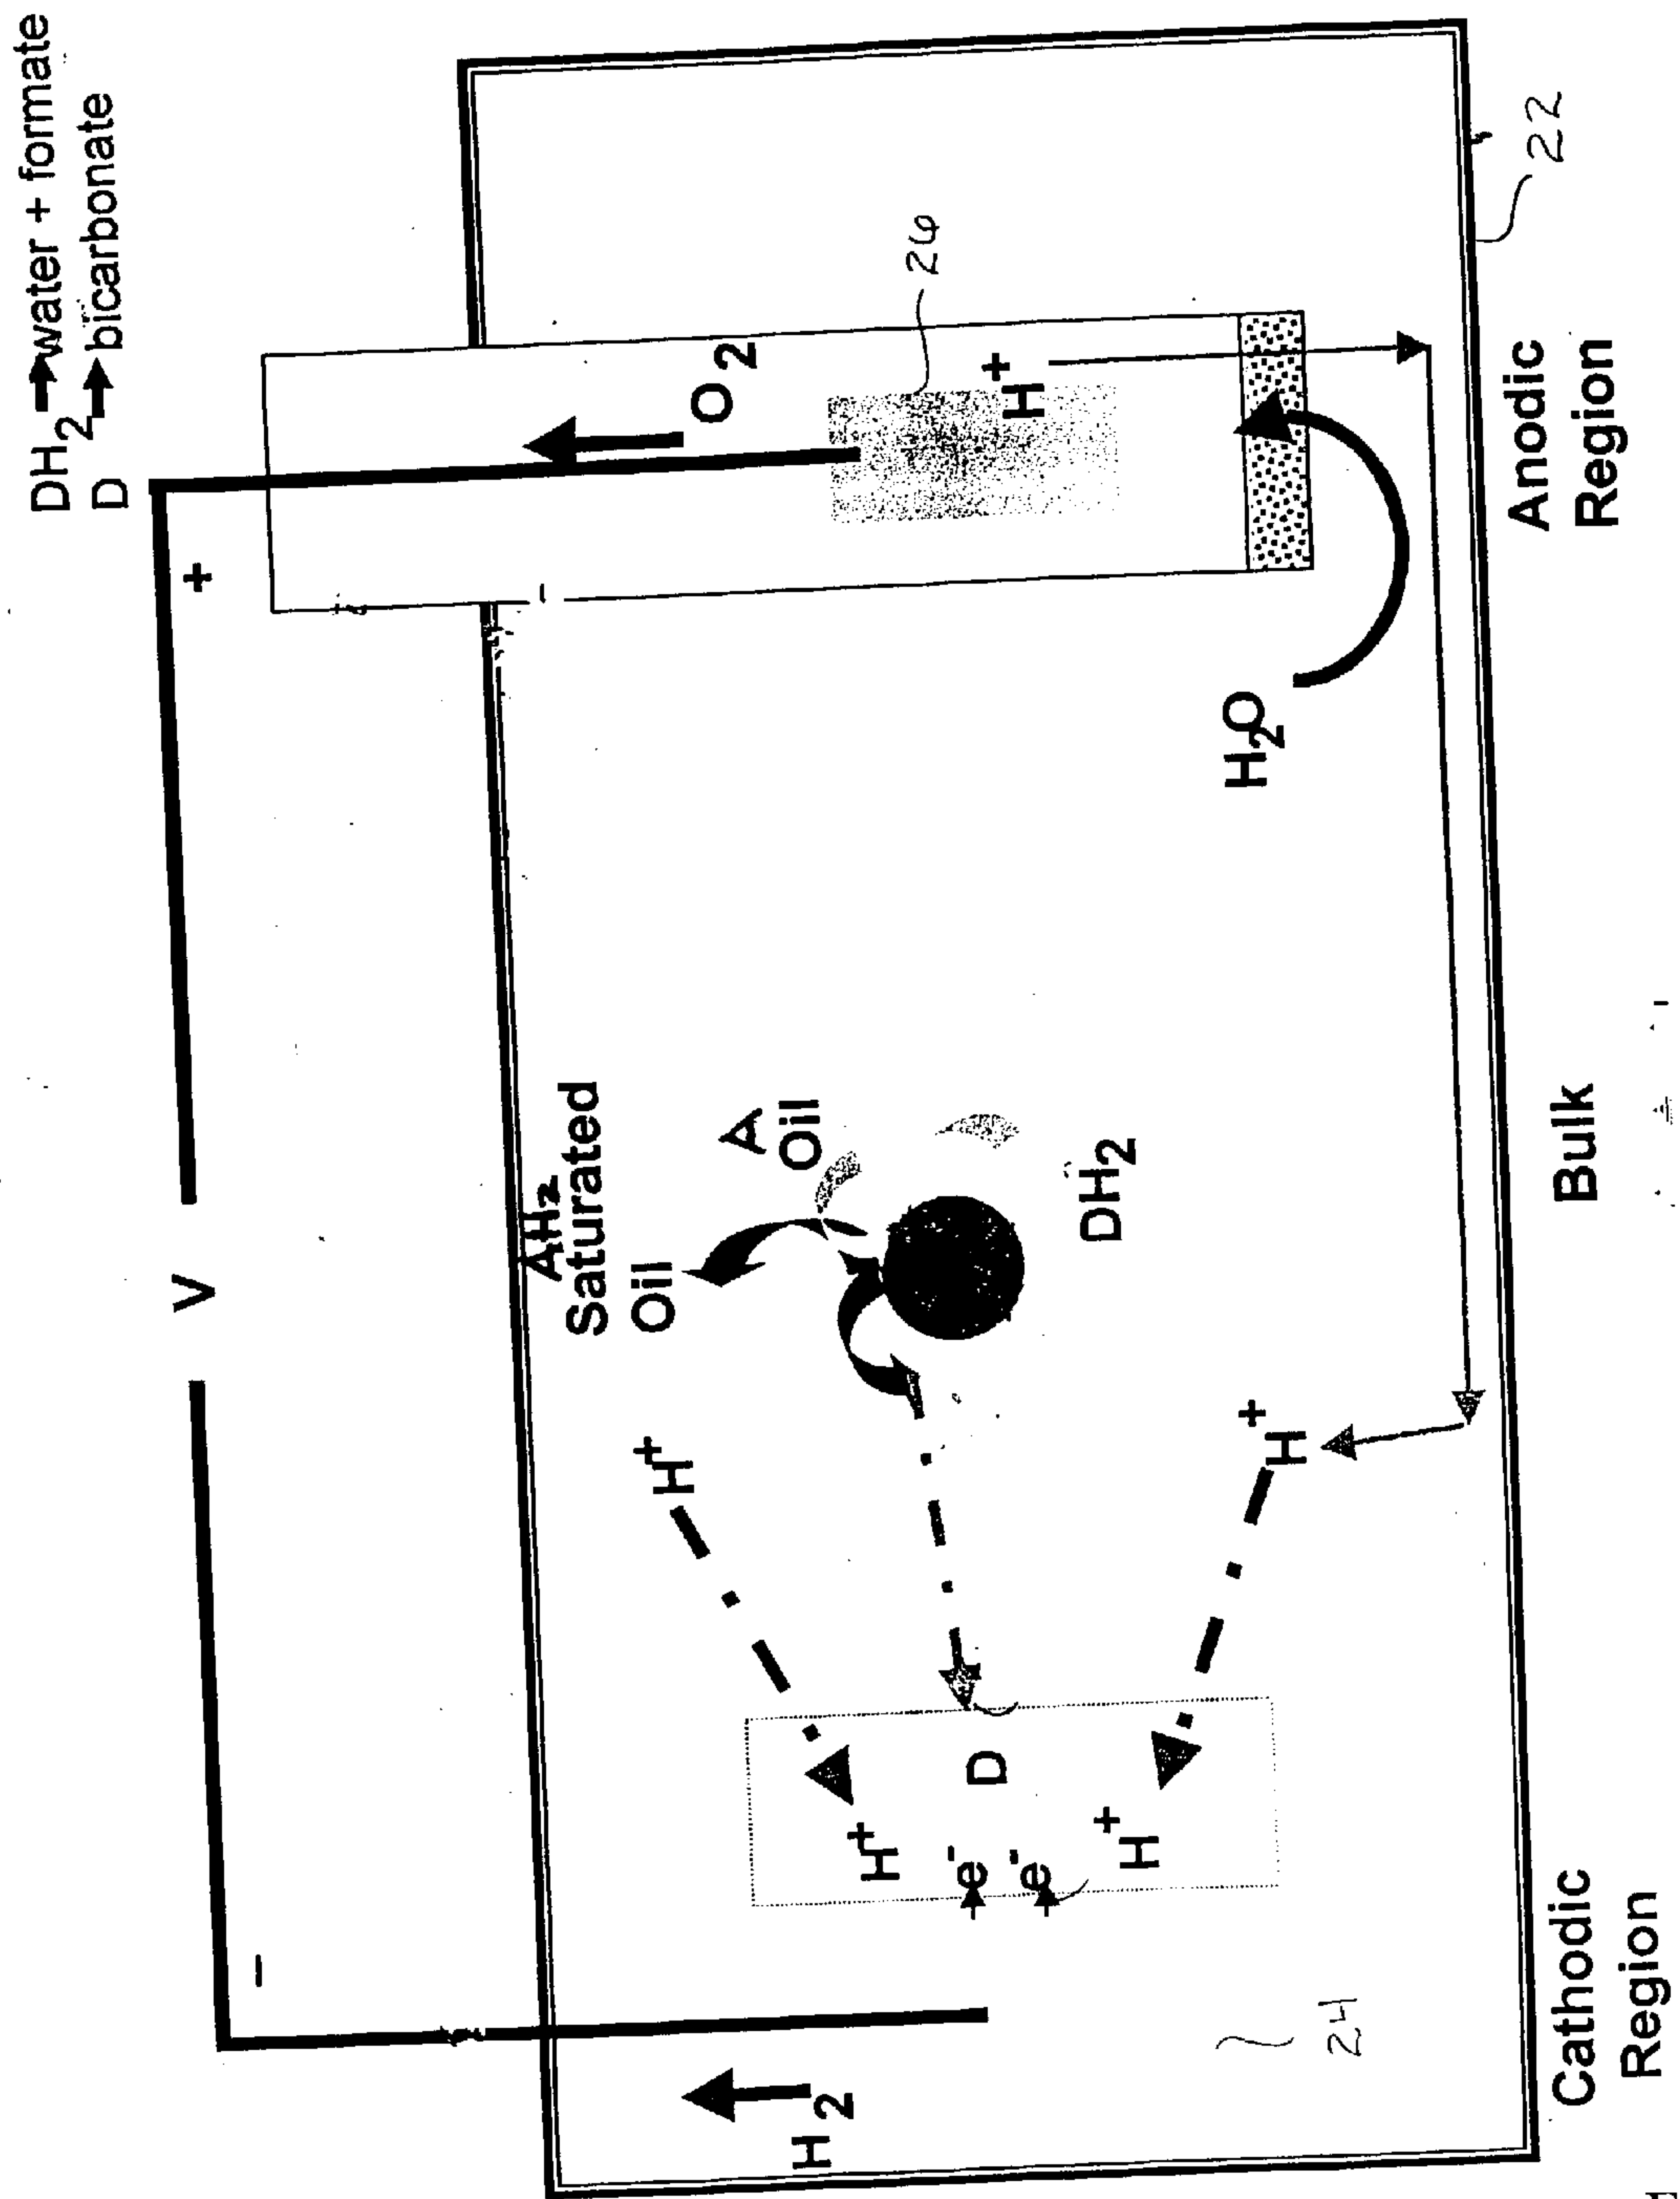 DH2 → water + formate
D → bicarbonate
− V +
H2
AH2
Saturated
Oil
A
Oil
O2
H+
H+
26
e-
D
e-
DH2
H+
H+
H+
H2O
24
22
Cathodic
Region
Bulk
Anodic
Region